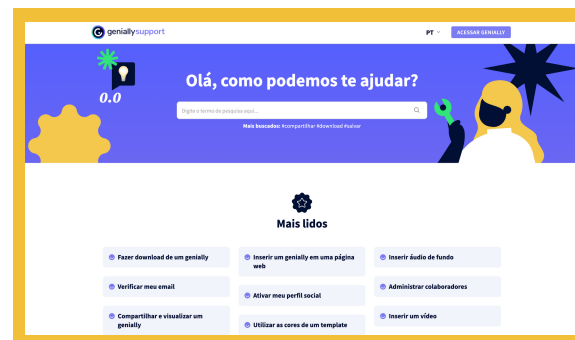 G geniallysupport
PT
ACESSAR GENIALLY
0.0
Olá, como podemos te ajudar?
Digite o termo de pesquisa aqui...
Mais buscados: #compartilhar #download #salvar
Mais lidos
Fazer download de um genially
Inserir um genially em uma página
web
Inserir áudio de fundo
Verificar meu email
Ativar meu perfil social
Administrar colaboradores
Compartilhar e visualizar um
genially
Utilizar as cores de um template
Inserir um vídeo